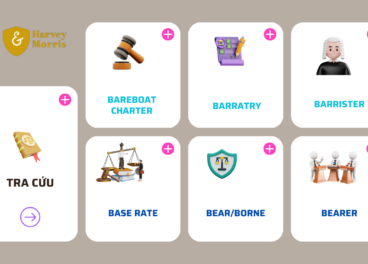 &
Harvey
Morris
TRA CỨU
BAREBOAT
CHARTER
BARRATRY
BARRISTER
BASE RATE
BEAR/BORNE
BEARER